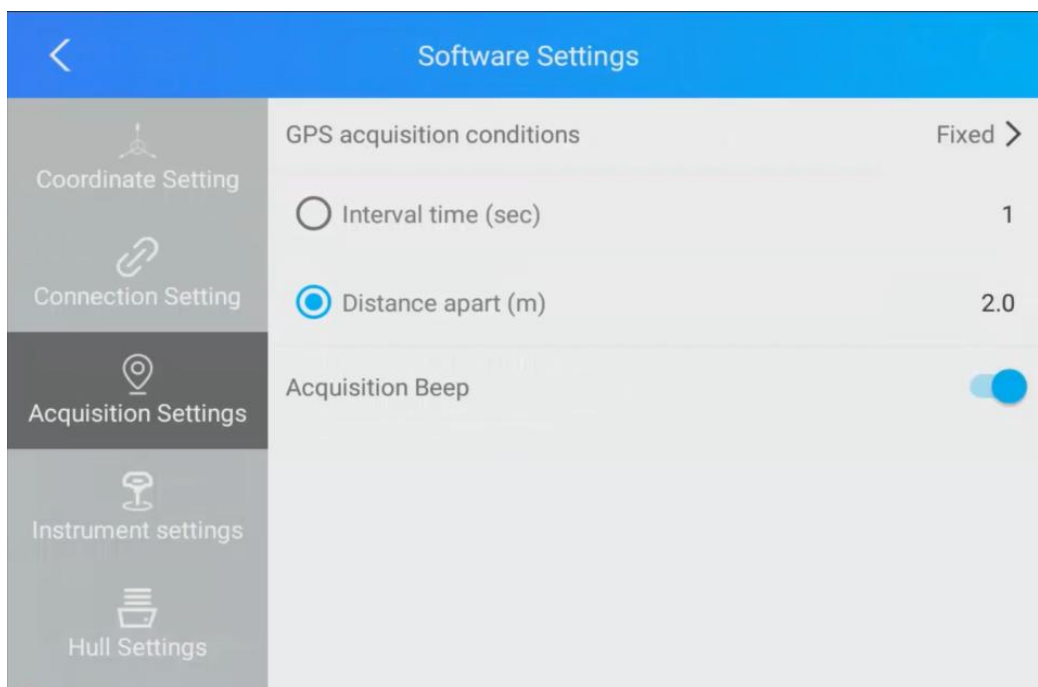 Software Settings
Coordinate Setting
Connection Setting
Acquisition Settings
Instrument settings
Hull Settings
GPS acquisition conditions Fixed
Interval time (sec) 1
Distance apart (m) 2.0
Acquisition Beep